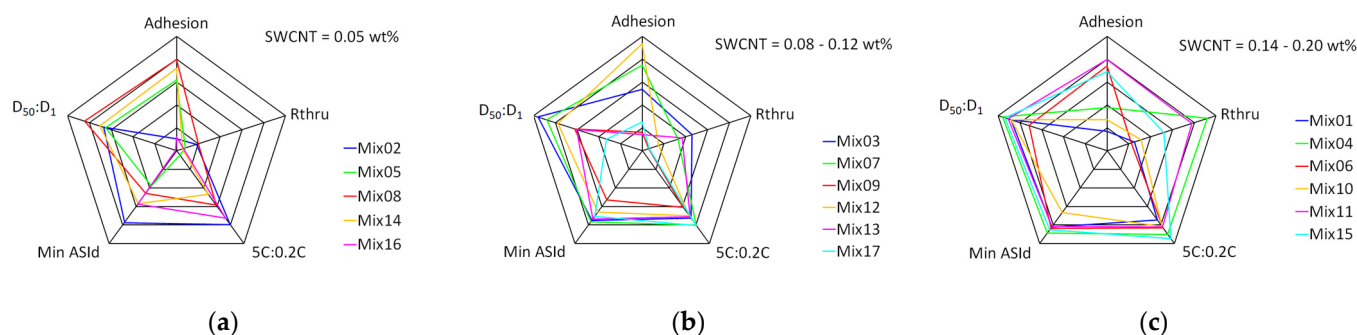 Adhesion
SWCNT = 0.05 wt%
D50:D1
Rthru
Mix02
Mix05
Mix08
Mix14
Mix16
Min ASId
5C:0.2C
(a)
Adhesion
SWCNT = 0.08 - 0.12 wt%
D50:D1
Rthru
Mix03
Mix07
Mix09
Mix12
Mix13
Mix17
Min ASId
5C:0.2C
(b)
Adhesion
SWCNT = 0.14 - 0.20 wt%
D50:D1
Rthru
Mix01
Mix04
Mix06
Mix10
Mix11
Mix15
Min ASId
5C:0.2C
(c)